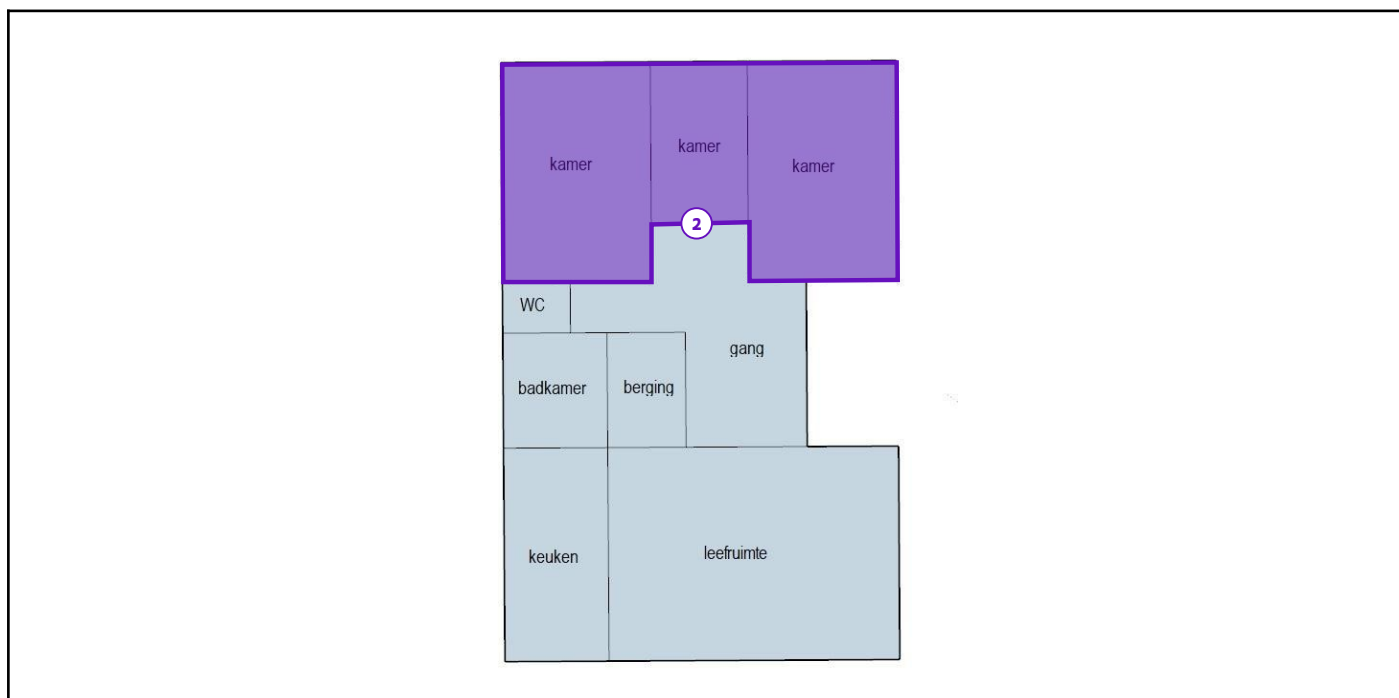 kamer
kamer
kamer
2
WC
gang
badkamer
berging
keuken
leefruimte